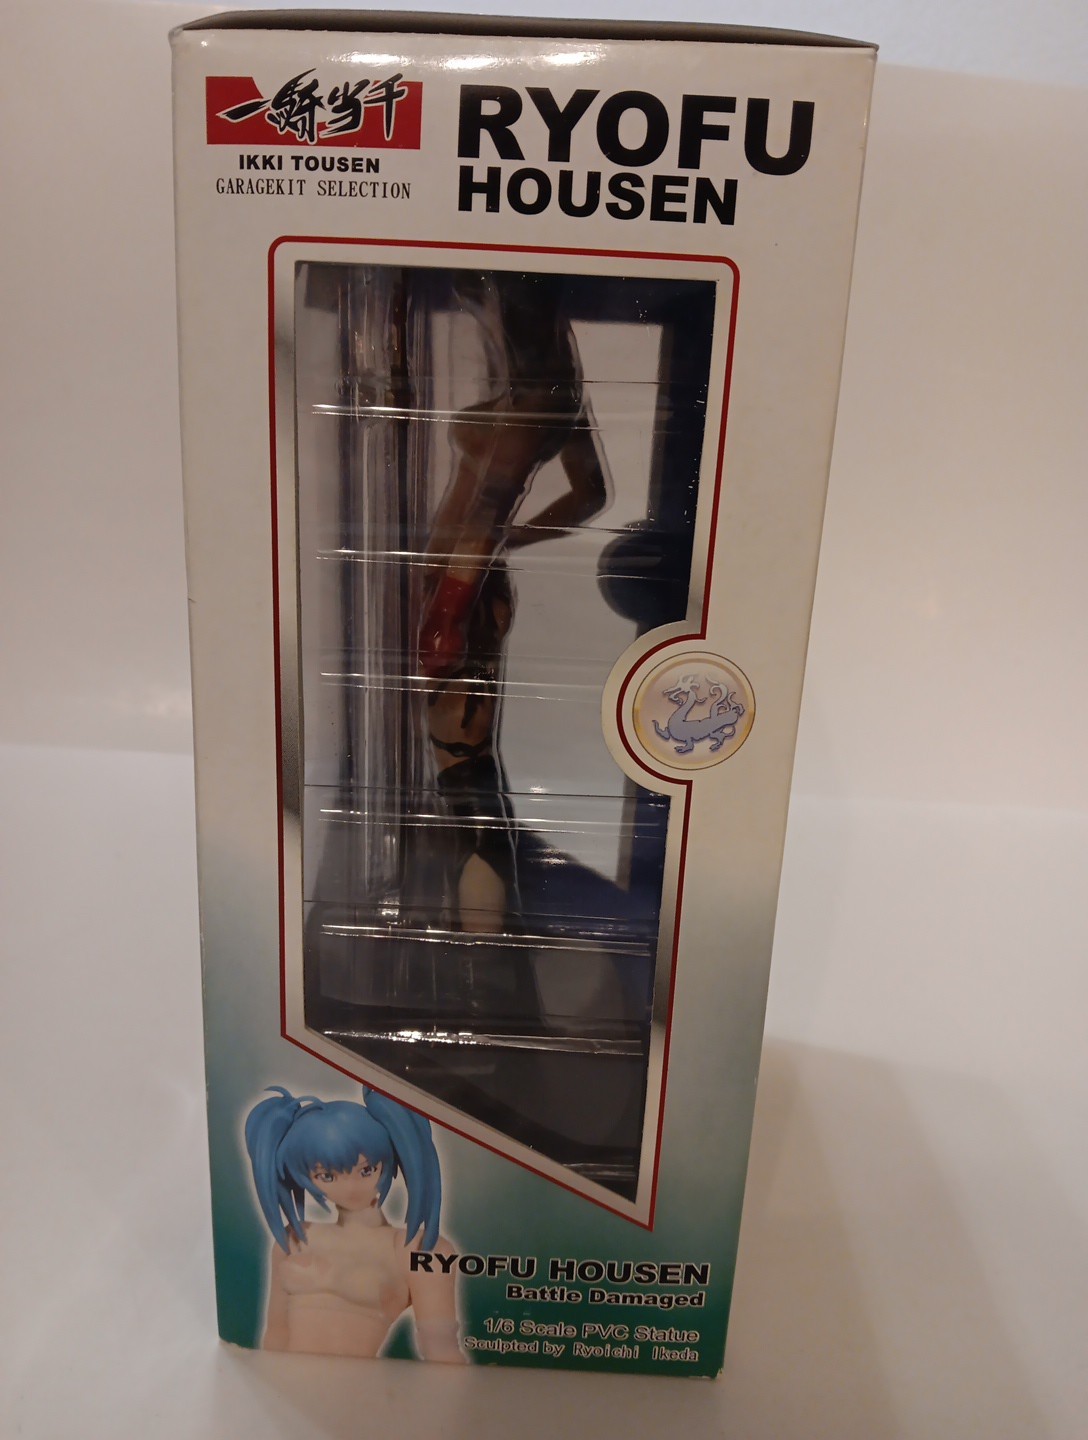 一騎当千
IKKI TOUSEN
GARAGEKIT SELECTION
RYOFU
HOUSEN
RYOFU HOUSEN
Battle Damaged
1/6 Scale PVC Statue
Sculpted by Ryoichi Ikeda